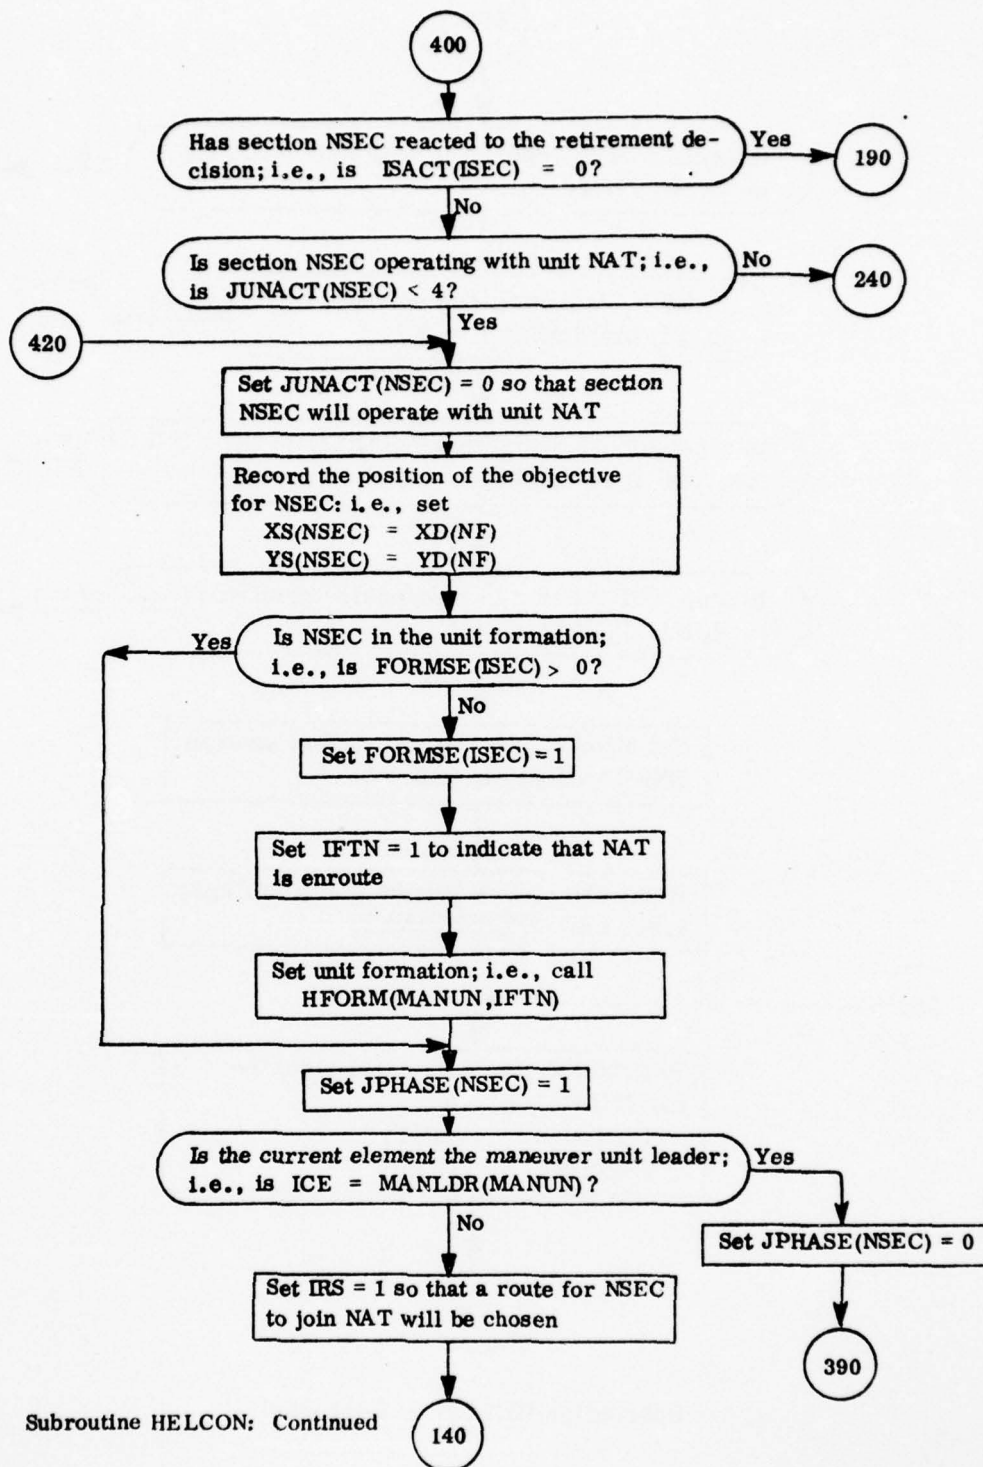 400
Has section NSEC reacted to the retirement de-
cision; i.e., is ISACT(ISEC) = 0?
Yes
190
No
Is section NSEC operating with unit NAT; i.e.,
is JUNACT(NSEC) < 4?
No
240
Yes
420
Set JUNACT(NSEC) = 0 so that section
NSEC will operate with unit NAT
Record the position of the objective
for NSEC: i.e., set
XS(NSEC) = XD(NF)
YS(NSEC) = YD(NF)
Yes
Is NSEC in the unit formation;
i.e., is FORMSE(ISEC) > 0?
No
Set FORMSE(ISEC) = 1
Set IFTN = 1 to indicate that NAT
is enroute
Set unit formation; i.e., call
HFORM(MANUN,IFTN)
Set JPHASE(NSEC) = 1
Is the current element the maneuver unit leader;
i.e., is ICE = MANLDR(MANUN)?
Yes
No
Set JPHASE(NSEC) = 0
Set IRS = 1 so that a route for NSEC
to join NAT will be chosen
390
Subroutine HELCON: Continued
140